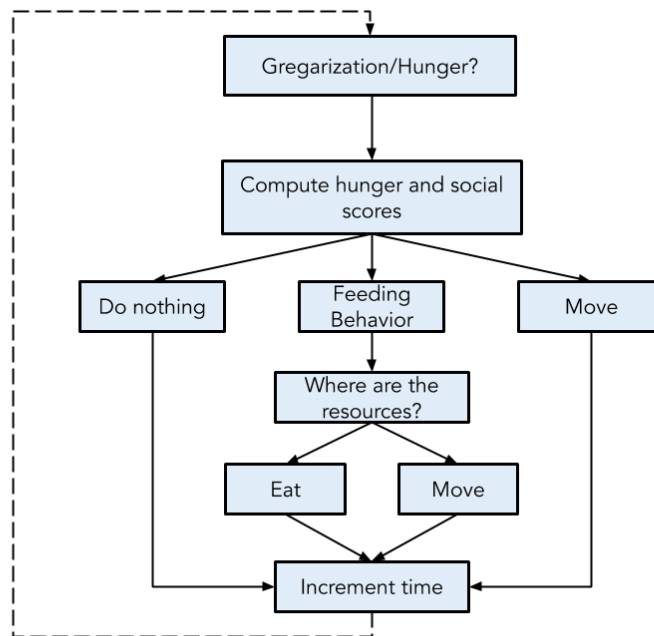 Gregarization/Hunger?
Compute hunger and social
scores
Do nothing
Feeding
Behavior
Move
Where are the
resources?
Eat
Move
Increment time